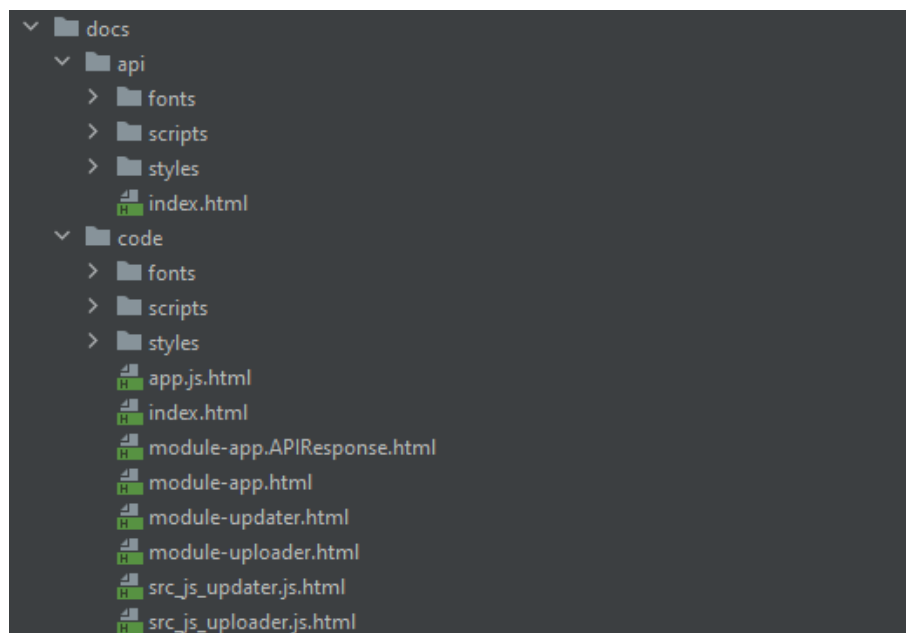 docs
api
fonts
scripts
styles
index.html
code
fonts
scripts
styles
app.js.html
index.html
module-app.APIResponse.html
module-app.html
module-updater.html
module-uploader.html
src_js_updater.js.html
src_js_uploader.js.html